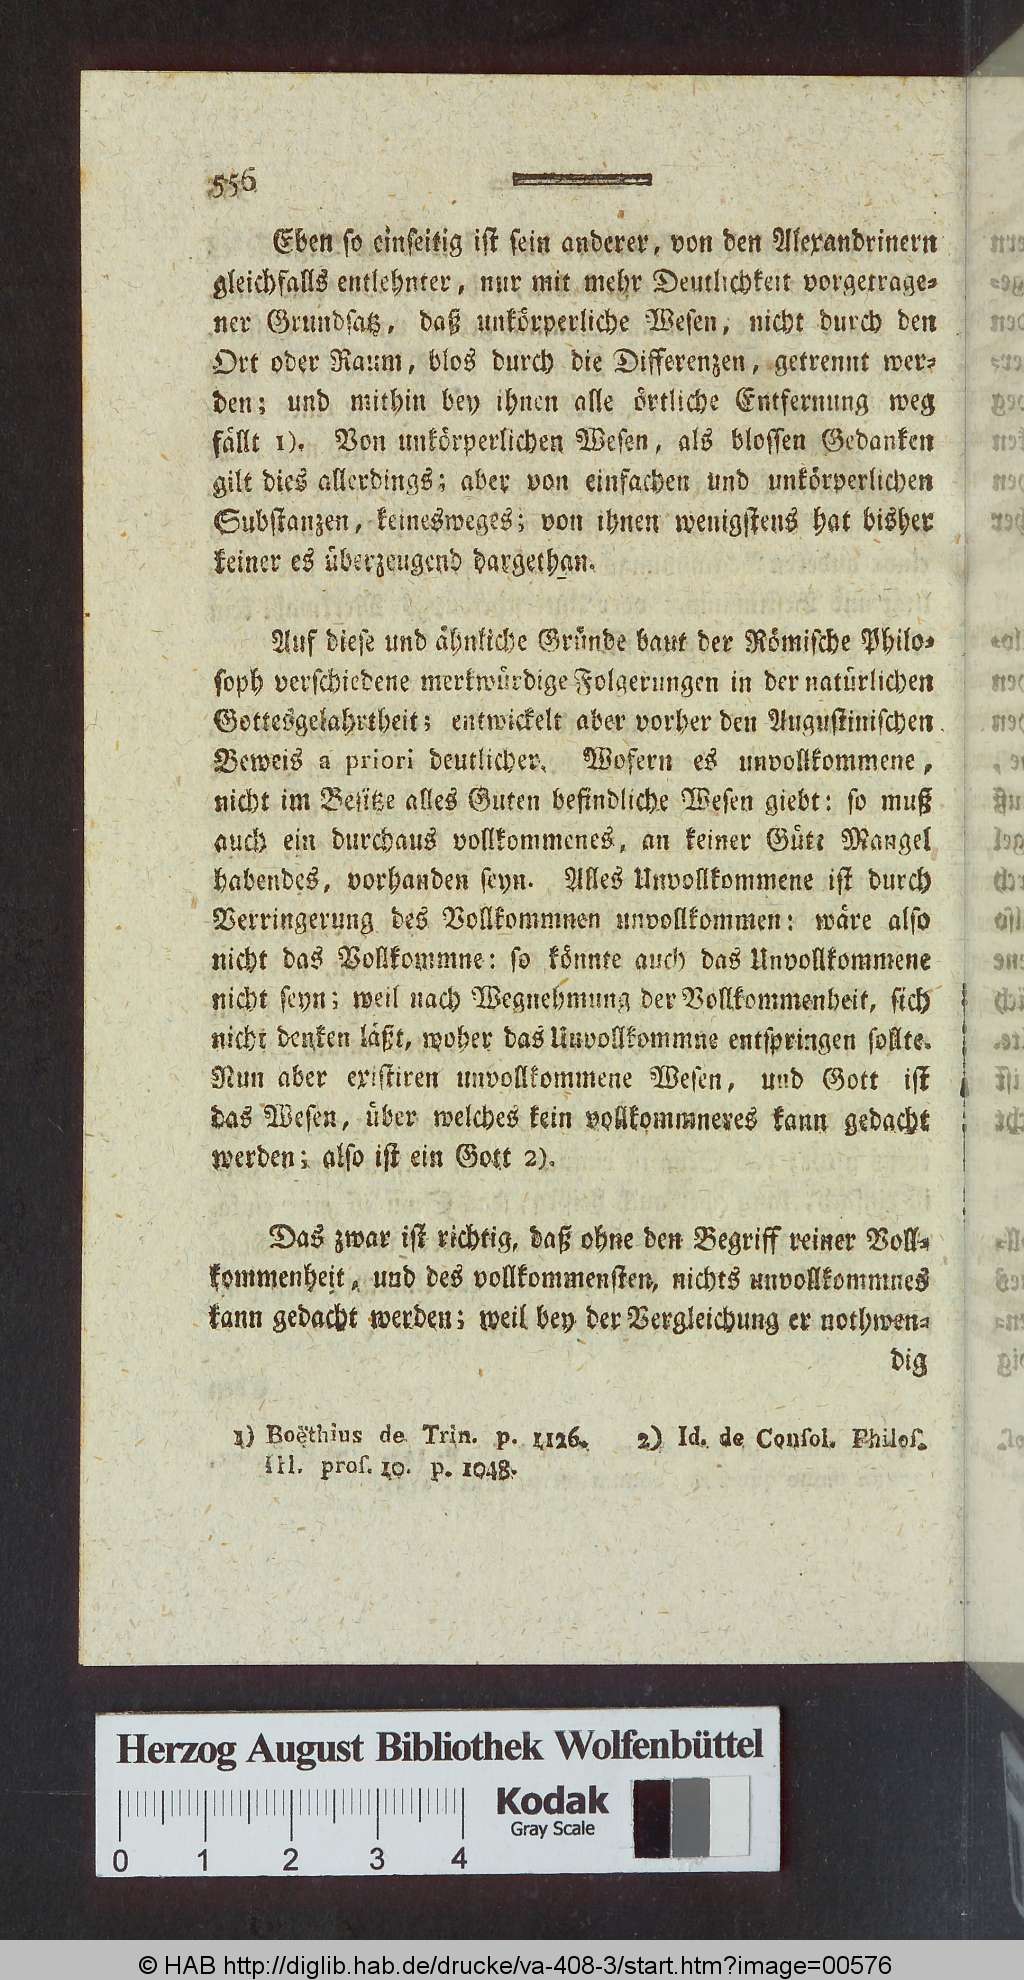 556
Eben so einseitig ist sein anderer, von den Alexandrinern
gleichfalls entlehnter, nur mit mehr Deutlichkeit vorgetrage-
ner Grundsatz, daß unkörperliche Wesen, nicht durch den
Ort oder Raum, blos durch die Differenzen, getrennt wer-
den; und mithin bey ihnen alle örtliche Entfernung weg
fällt 1). Von unkörperlichen Wesen, als blossen Gedanken
gilt dies allerdings; aber von einfachen und unkörperlichen
Substanzen, keinesweges; von ihnen wenigstens hat bisher
keiner es überzeugend dargethan.
Auf diese und ähnliche Gründe baut der Römische Philo-
soph verschiedene merkwürdige Folgerungen in der natürlichen
Gottesgelahrtheit; entwickelt aber vorher den Augustinischen
Beweis a priori deutlicher. Wofern es unvollkommene,
nicht im Besitze alles Guten befindliche Wesen giebt: so muß
auch ein durchaus vollkommenes, an keiner Güte Mangel
habendes, vorhanden seyn. Alles Unvollkommene ist durch
Verringerung des Vollkommnen unvollkommen: wäre also
nicht das Vollkommne: so könnte auch das Unvollkommene
nicht seyn; weil nach Wegnehmung der Vollkommenheit, sich
nicht denken läßt, woher das Unvollkommne entspringen sollte.
Nun aber existiren unvollkommene Wesen, und Gott ist
das Wesen, über welches kein vollkommneres kann gedacht
werden; also ist ein Gott 2).
Das zwar ist richtig, daß ohne den Begriff reiner Voll-
kommenheit, und des vollkommensten, nichts unvollkommnes
kann gedacht werden; weil bey der Vergleichung er nothwen-
dig
1) Boëthius de Trin. p. 1126. 2) Id. de Consol. Philos.
III. pros. 10. p. 1048.
Herzog August Bibliothek Wolfenbüttel
Kodak
Gray Scale
0 1 2 3 4
© HAB http://diglib.hab.de/drucke/va-408-3/start.htm?image=00576